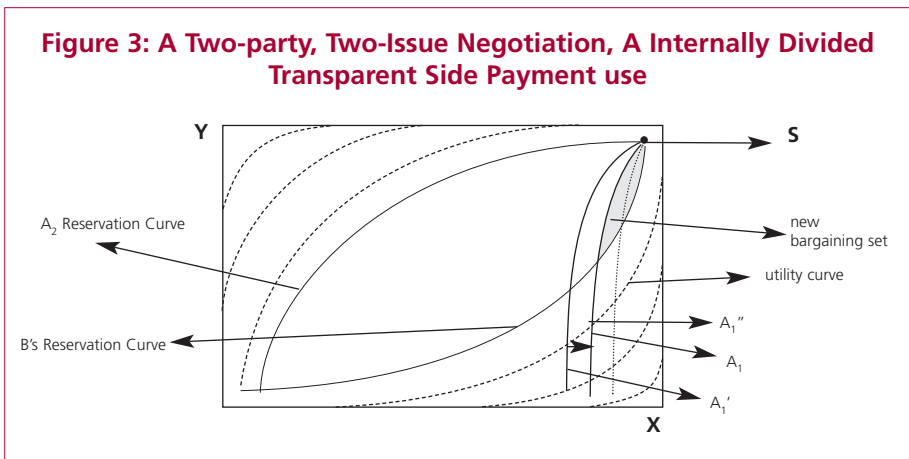 Figure 3: A Two-party, Two-Issue Negotiation, A Internally Divided
Transparent Side Payment use
Y
S
A₂ Reservation Curve
new
bargaining set
utility curve
A₁"
B's Reservation Curve
A₁
A₁'
X